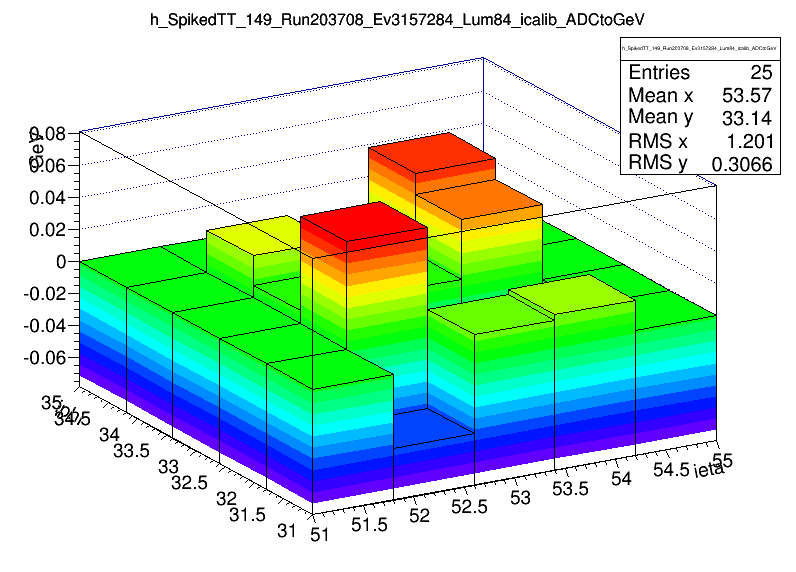 h_SpikedTT_149_Run203708_Ev3157284_Lum84_icalib_ADCtoGeV
h_SpikedTT_149_Run203708_Ev3157284_Lum84_icalib_ADCtoGeV
Entries 25
Mean x 53.57
Mean y 33.14
RMS x 1.201
RMS y 0.3066
GeV
0.08
0.06
0.04
0.02
0
-0.02
-0.04
-0.06
35
34.5
34
33.5
33
32.5
32
31.5
31
51
51.5
52
52.5
53
53.5
54
54.5
55
ieta